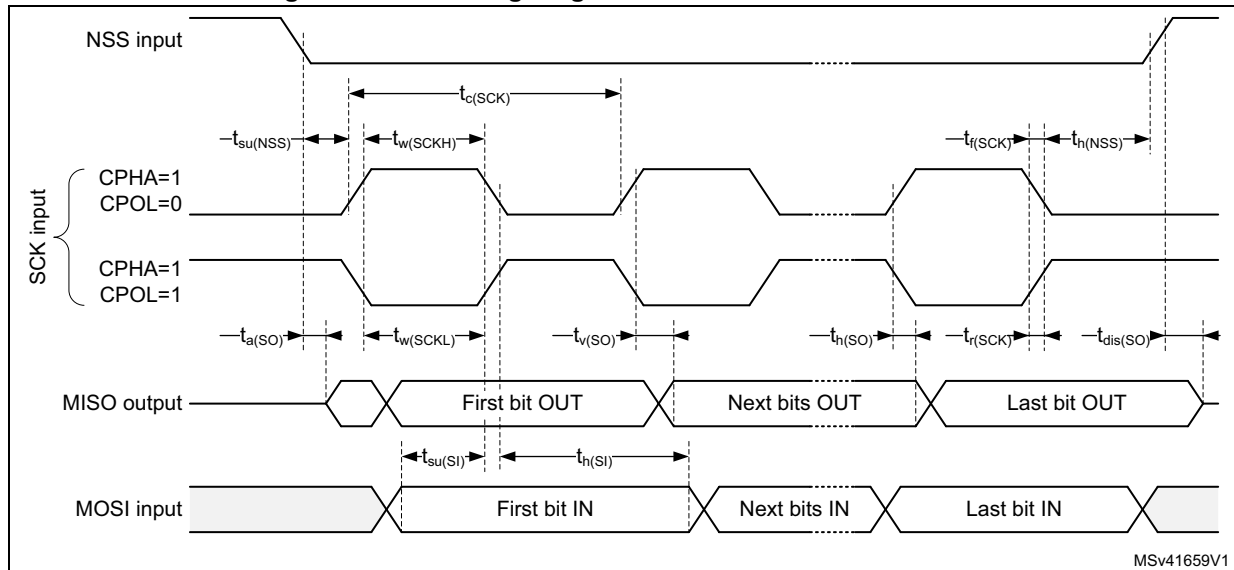 NSS input
tc(SCK)
tsu(NSS) tw(SCKH) tf(SCK) th(NSS)
SCK input
CPHA=1
CPOL=0
CPHA=1
CPOL=1
ta(SO) tw(SCKL) tv(SO) th(SO) tr(SCK) tdis(SO)
MISO output First bit OUT Next bits OUT Last bit OUT
tsu(SI) th(SI)
MOSI input First bit IN Next bits IN Last bit IN
MSv41659V1